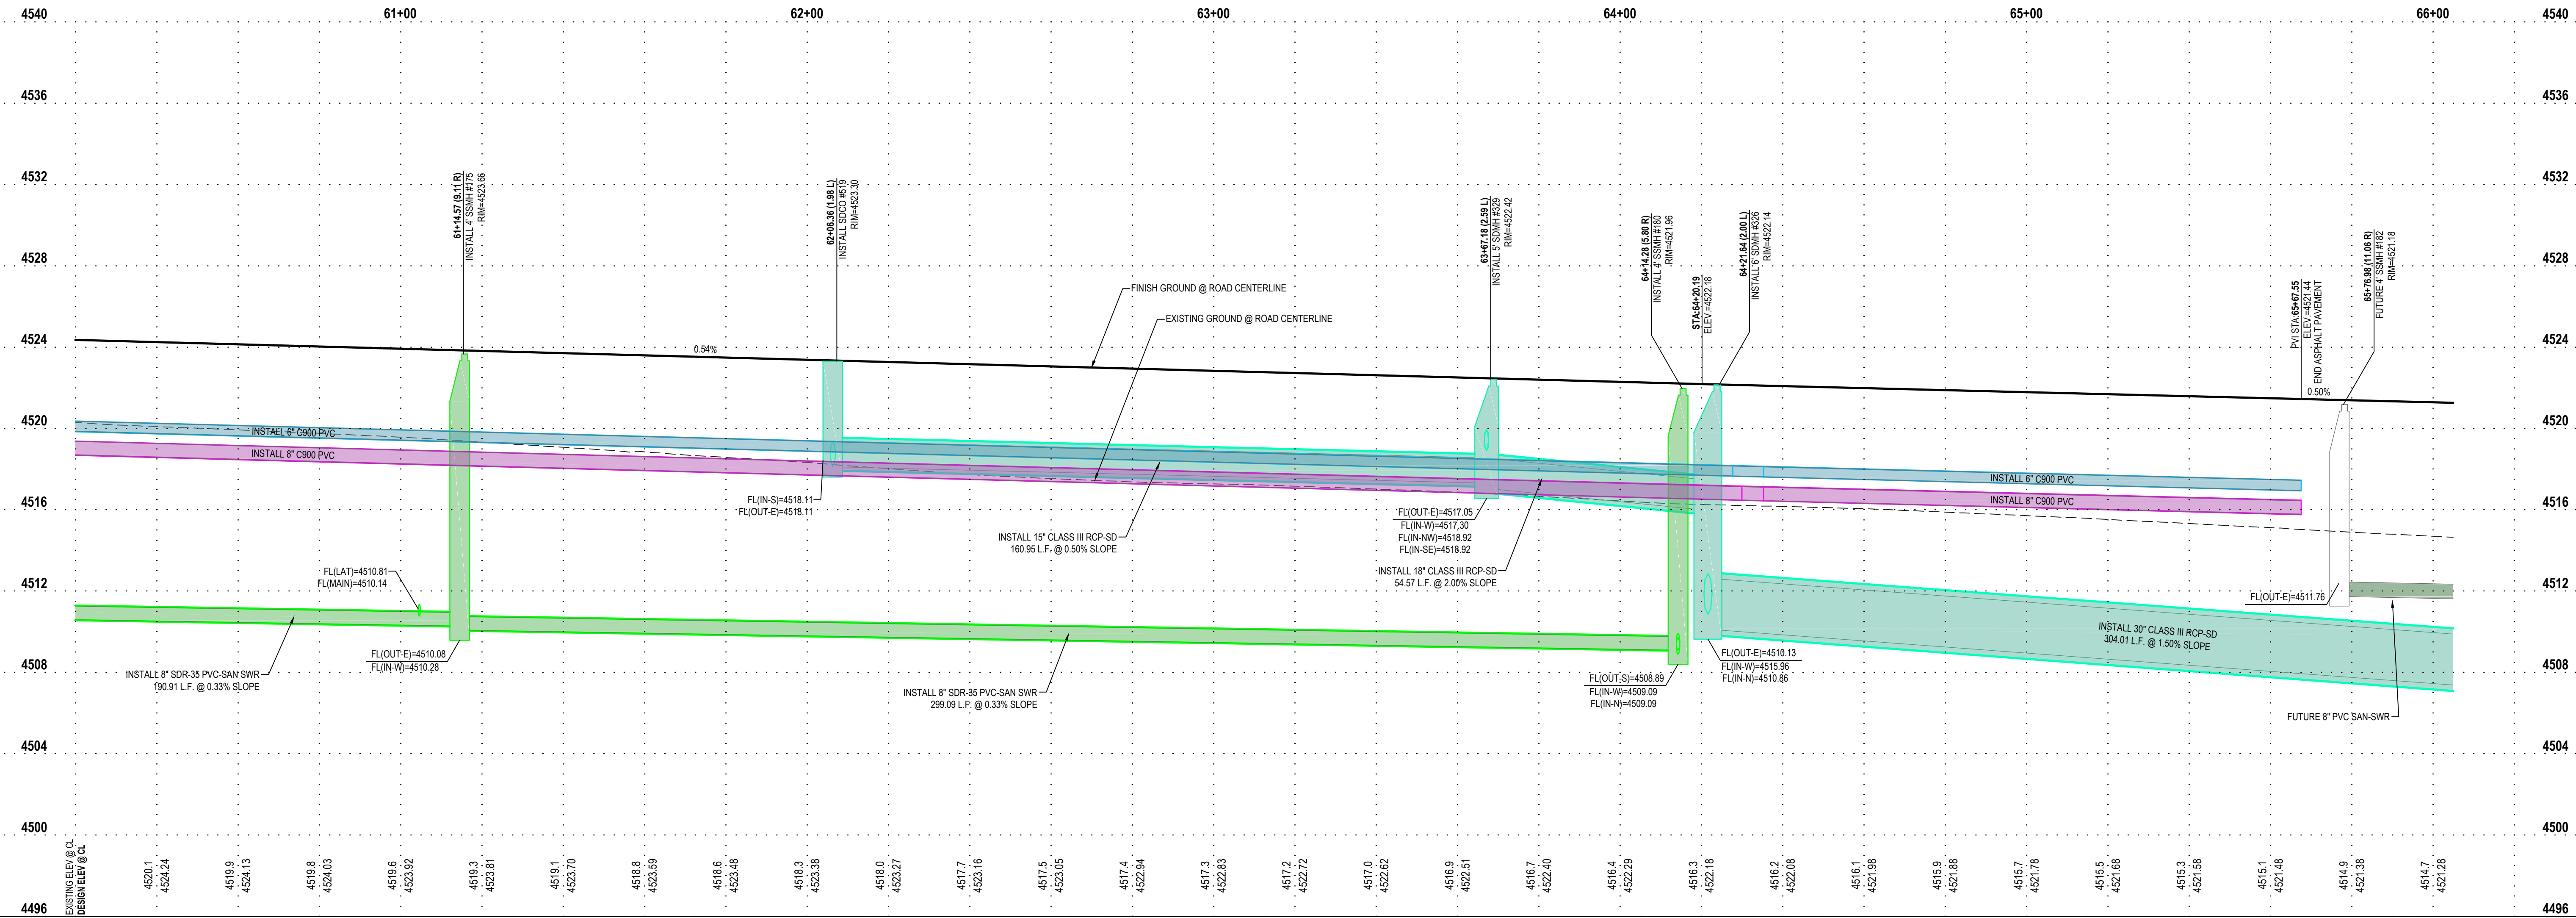 61+00
62+00
63+00
64+00
65+00
66+00
4540
4540
4536
4536
4532
4532
4528
4528
4524
4524
4520
4520
4516
4516
4512
4512
4508
4508
4504
4504
4500
4500
4496
4496
61+14.57 (9.11 R)
INSTALL 4' SSMH #175
RIM=4523.66
62+06.36 (1.98 L)
INSTALL SDCO #519
RIM=4523.30
63+67.18 (2.59 L)
INSTALL 5' SDMH #329
RIM=4522.42
64+14.28 (5.80 R)
INSTALL 4' SSMH #180
RIM=4521.96
STA:64+20.19
ELEV.=4522.18
64+21.64 (2.00 L)
INSTALL 6' SDMH #326
RIM=4522.14
PVI STA:65+67.55
ELEV.=4521.44
END ASPHALT PAVEMENT
65+76.98 (11.06 R)
FUTURE 4' SSMH #182
RIM=4521.18
FINISH GROUND @ ROAD CENTERLINE
EXISTING GROUND @ ROAD CENTERLINE
0.54%
0.50%
INSTALL 6" C900 PVC
INSTALL 8" C900 PVC
INSTALL 6" C900 PVC
INSTALL 8" C900 PVC
FL(IN-S)=4518.11
FL(OUT-E)=4518.11
INSTALL 15" CLASS III RCP-SD
160.95 L.F. @ 0.50% SLOPE
FL(OUT-E)=4517.05
FL(IN-W)=4517.30
FL(IN-NW)=4518.92
FL(IN-SE)=4518.92
INSTALL 18" CLASS III RCP-SD
54.57 L.F. @ 2.00% SLOPE
FL(LAT)=4510.81
FL(MAIN)=4510.14
FL(OUT-E)=4510.08
FL(IN-W)=4510.28
INSTALL 8" SDR-35 PVC-SAN SWR
190.91 L.F. @ 0.33% SLOPE
INSTALL 8" SDR-35 PVC-SAN SWR
299.09 L.F. @ 0.33% SLOPE
FL(OUT-S)=4508.89
FL(IN-W)=4509.09
FL(IN-N)=4509.09
FL(OUT-E)=4510.13
FL(IN-W)=4515.96
FL(IN-N)=4510.86
INSTALL 30" CLASS III RCP-SD
304.01 L.F. @ 1.50% SLOPE
FL(OUT-E)=4511.76
FUTURE 8" PVC SAN-SWR
EXISTING ELEV @ CL
DESIGN ELEV @ CL
4520.1
4524.24
4519.9
4524.13
4519.8
4524.03
4519.6
4523.92
4519.3
4523.81
4519.1
4523.70
4518.8
4523.59
4518.6
4523.48
4518.3
4523.38
4518.0
4523.27
4517.7
4523.16
4517.5
4523.05
4517.4
4522.94
4517.3
4522.83
4517.2
4522.72
4517.0
4522.62
4516.9
4522.51
4516.7
4522.40
4516.4
4522.29
4516.3
4522.18
4516.2
4522.08
4516.1
4521.98
4515.9
4521.88
4515.7
4521.78
4515.5
4521.68
4515.3
4521.58
4515.1
4521.48
4514.9
4521.38
4514.7
4521.28